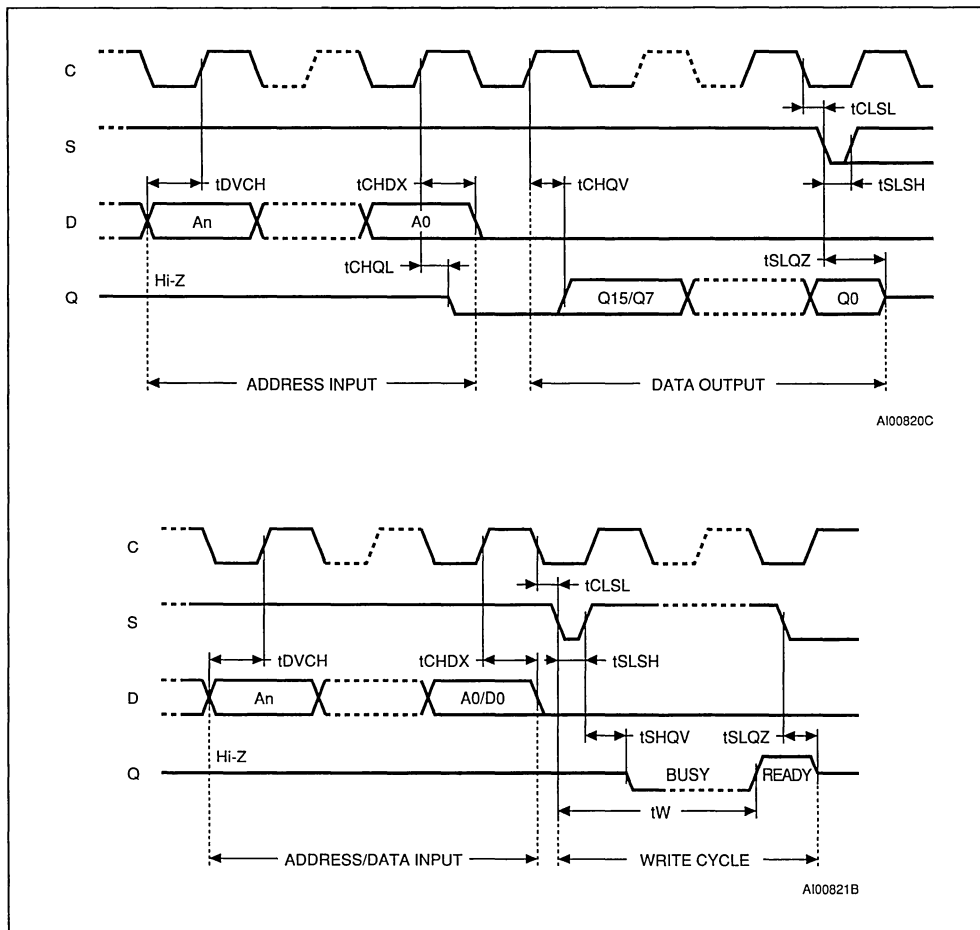 C
tCLSL
S
tDVCH
tCHDX
tCHQV
tSLSH
D
An
A0
tCHQL
tSLQZ
Hi-Z
Q
Q15/Q7
Q0
ADDRESS INPUT
DATA OUTPUT
AI00820C
C
tCLSL
S
tDVCH
tCHDX
tSLSH
D
An
A0/D0
tSHQV
tSLQZ
Hi-Z
Q
BUSY
READY
tW
ADDRESS/DATA INPUT
WRITE CYCLE
AI00821B